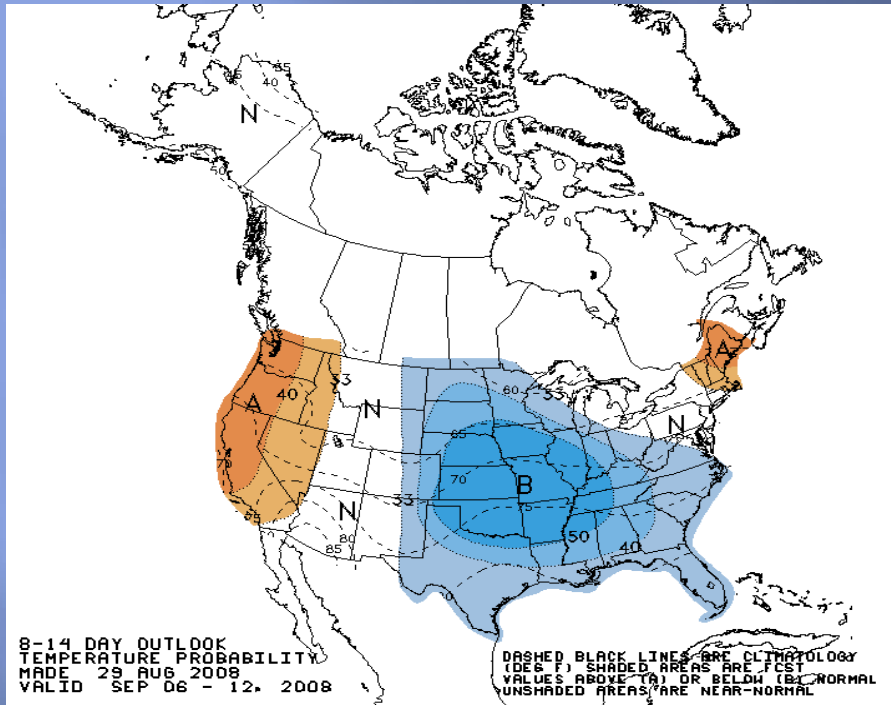 35
40
N
50
33
60
33
A
40
N
A
N
65
70
B
33
75
N
50
40
80
85
8-14 DAY OUTLOOK
TEMPERATURE PROBABILITY
MADE 29 AUG 2008
VALID SEP 06 - 12, 2008
DASHED BLACK LINES ARE CLIMATOLOGY
(DEG F) SHADED AREAS ARE FCST
VALUES ABOVE (A) OR BELOW (B) NORMAL
UNSHADED AREAS ARE NEAR-NORMAL